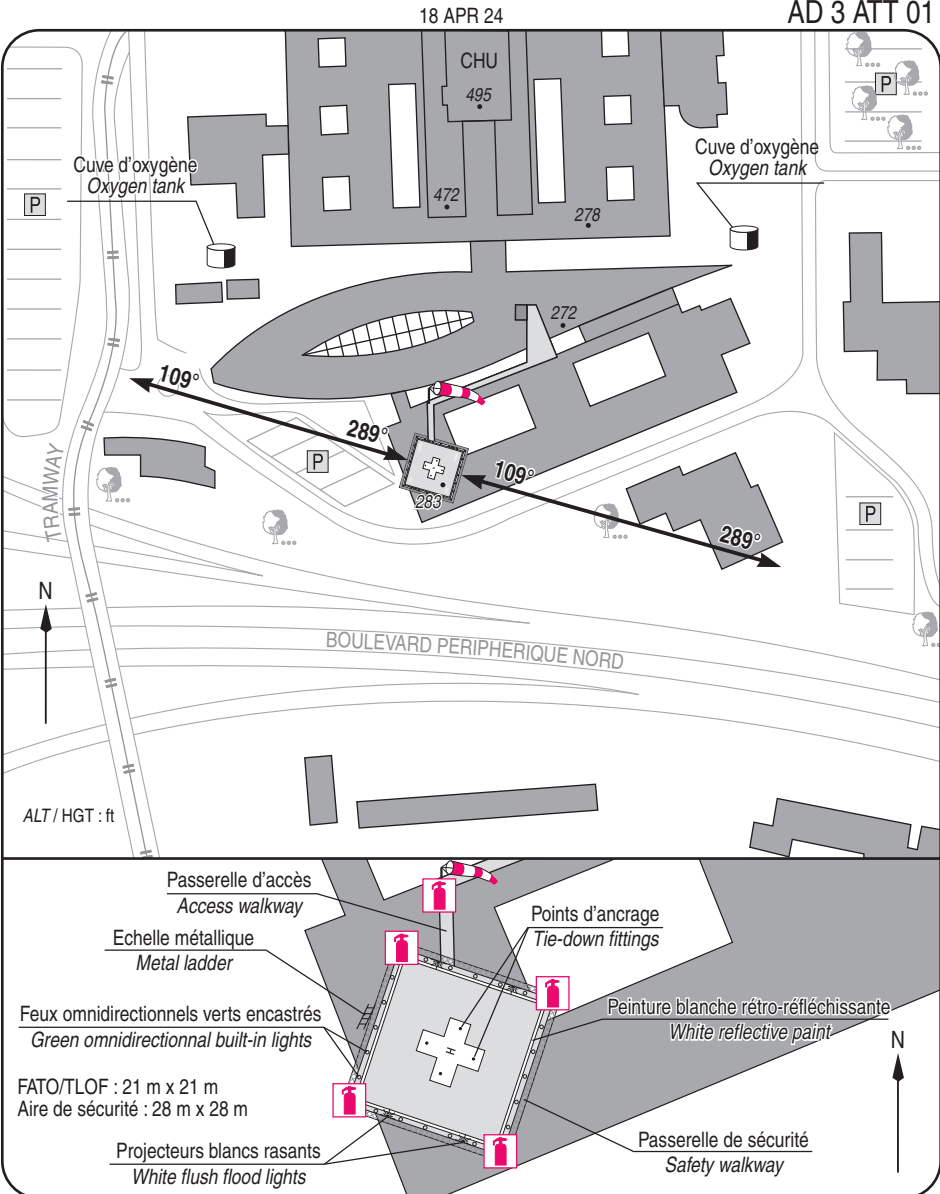 18 APR 24
AD 3 ATT 01
CHU
495
P
Cuve d'oxygène
Oxygen tank
Cuve d'oxygène
Oxygen tank
P
472
278
272
109°
289°
P
283
109°
289°
P
TRAMWAY
N
BOULEVARD PERIPHERIQUE NORD
ALT / HGT : ft
Passerelle d'accès
Access walkway
Points d'ancrage
Tie-down fittings
Echelle métallique
Metal ladder
Feux omnidirectionnels verts encastrés
Green omnidirectionnal built-in lights
Peinture blanche rétro-réfléchissante
White reflective paint
N
H
FATO/TLOF : 21 m x 21 m
Aire de sécurité : 28 m x 28 m
Projecteurs blancs rasants
White flush flood lights
Passerelle de sécurité
Safety walkway